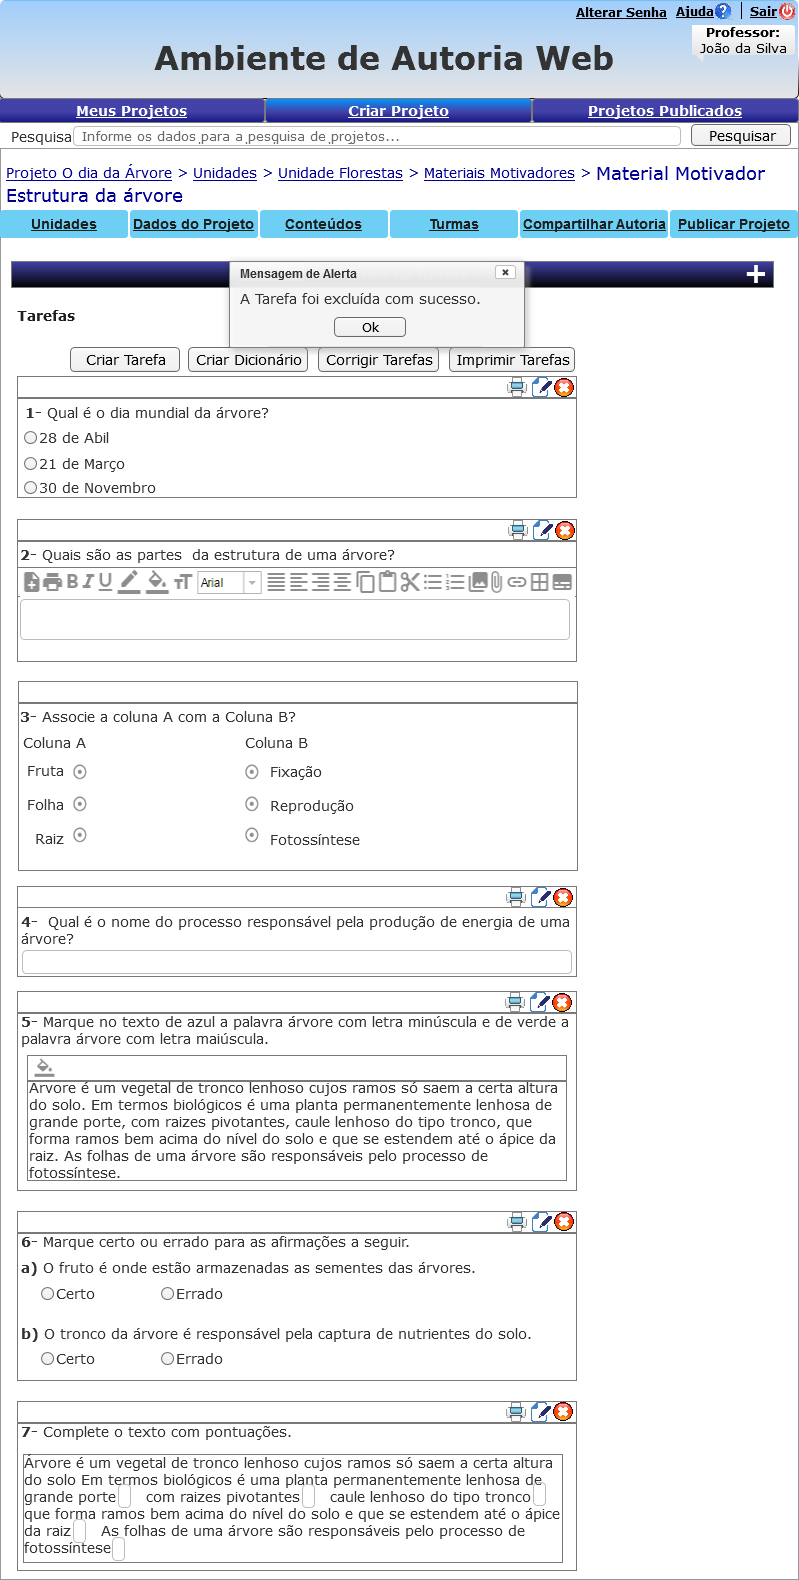 Alterar Senha Ajuda Sair
Professor:
João da Silva
Ambiente de Autoria Web
Meus Projetos Criar Projeto Projetos Publicados
Pesquisa Informe os dados para a pesquisa de projetos... Pesquisar
Projeto O dia da Árvore > Unidades > Unidade Florestas > Materiais Motivadores > Material Motivador
Estrutura da árvore
Unidades Dados do Projeto Conteúdos Turmas Compartilhar Autoria Publicar Projeto
Mensagem de Alerta
A Tarefa foi excluída com sucesso.
Ok
Tarefas
Criar Tarefa Criar Dicionário Corrigir Tarefas Imprimir Tarefas
1- Qual é o dia mundial da árvore?
28 de Abil
21 de Março
30 de Novembro
2- Quais são as partes da estrutura de uma árvore?
B I U Arial
3- Associe a coluna A com a Coluna B?
Coluna A Coluna B
Fruta Fixação
Folha Reprodução
Raiz Fotossíntese
4- Qual é o nome do processo responsável pela produção de energia de uma
árvore?
5- Marque no texto de azul a palavra árvore com letra minúscula e de verde a
palavra árvore com letra maiúscula.
Árvore é um vegetal de tronco lenhoso cujos ramos só saem a certa altura
do solo. Em termos biológicos é uma planta permanentemente lenhosa de
grande porte, com raizes pivotantes, caule lenhoso do tipo tronco, que
forma ramos bem acima do nível do solo e que se estendem até o ápice da
raiz. As folhas de uma árvore são responsáveis pelo processo de
fotossíntese.
6- Marque certo ou errado para as afirmações a seguir.
a) O fruto é onde estão armazenadas as sementes das árvores.
Certo Errado
b) O tronco da árvore é responsável pela captura de nutrientes do solo.
Certo Errado
7- Complete o texto com pontuações.
Árvore é um vegetal de tronco lenhoso cujos ramos só saem a certa altura
do solo Em termos biológicos é uma planta permanentemente lenhosa de
grande porte com raizes pivotantes caule lenhoso do tipo tronco
que forma ramos bem acima do nível do solo e que se estendem até o ápice
da raiz As folhas de uma árvore são responsáveis pelo processo de
fotossíntese